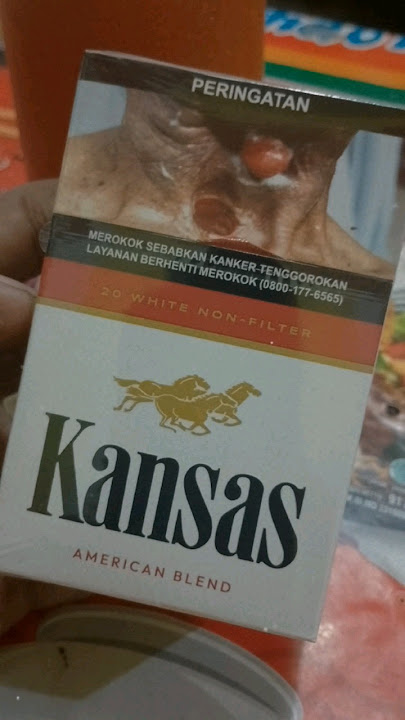 PERINGATAN
MEROKOK SEBABKAN KANKER TENGGOROKAN
LAYANAN BERHENTI MEROKOK (0800-177-6565)
20 WHITE NON-FILTER
Kansas
AMERICAN BLEND